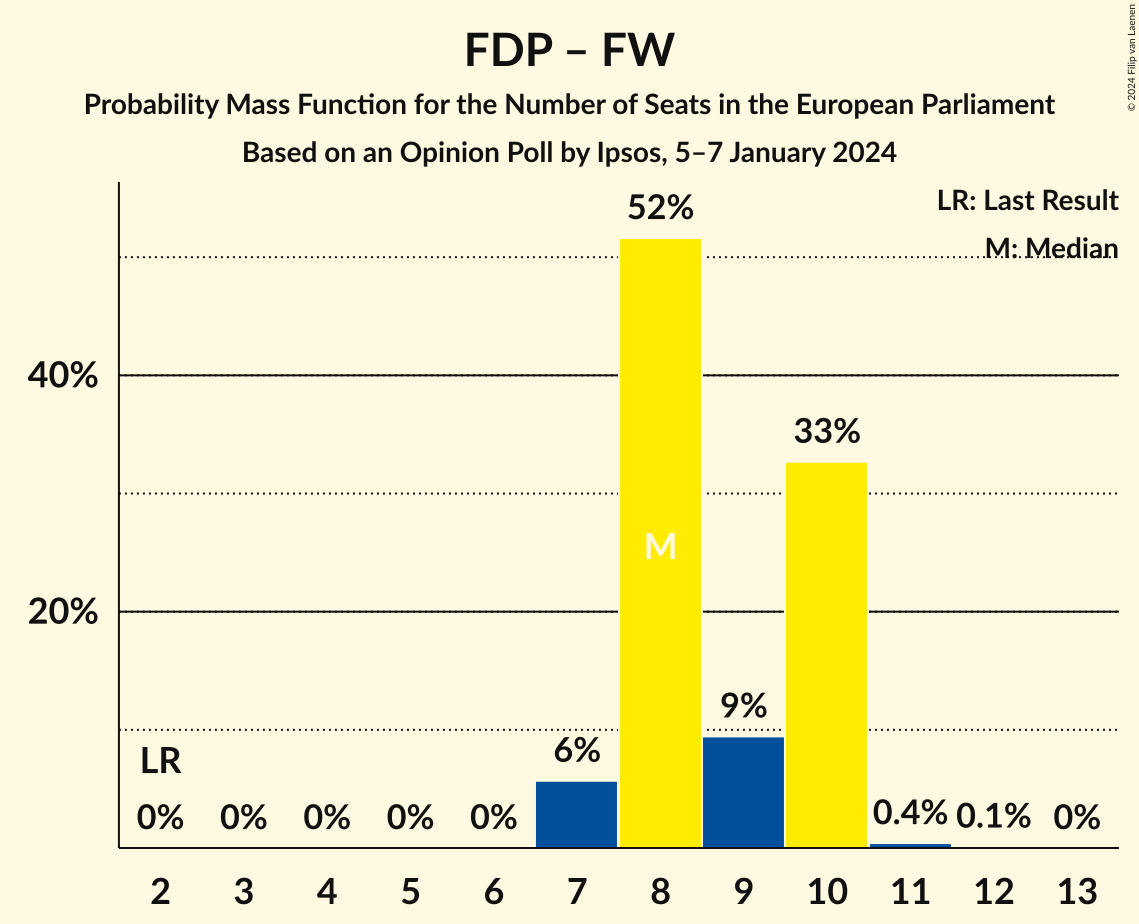 FDP – FW
Probability Mass Function for the Number of Seats in the European Parliament
Based on an Opinion Poll by Ipsos, 5–7 January 2024
© 2024 Filip van Laenen
LR: Last Result
M: Median
52%
40%
33%
M
20%
9%
6%
LR
0% 0% 0% 0% 0% 0.4% 0.1% 0%
2 3 4 5 6 7 8 9 10 11 12 13